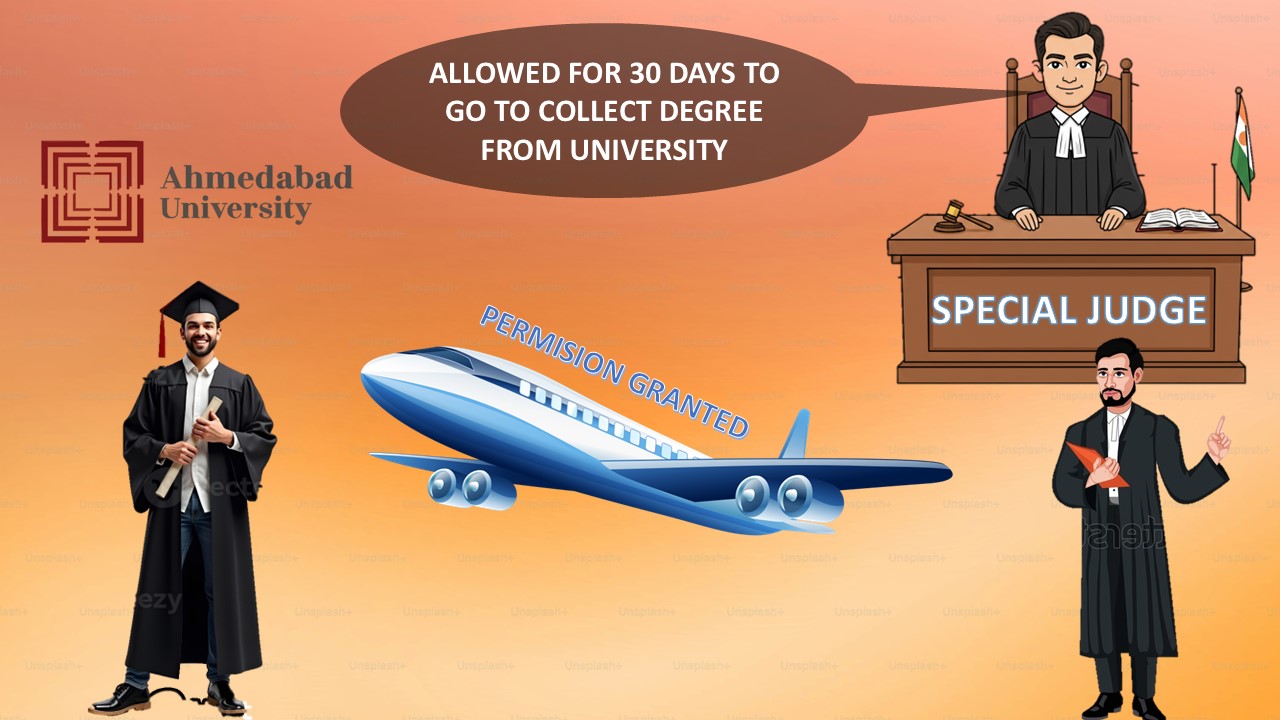 ALLOWED FOR 30 DAYS TO
GO TO COLLECT DEGREE
FROM UNIVERSITY
Ahmedabad
University
SPECIAL JUDGE
PERMISION GRANTED